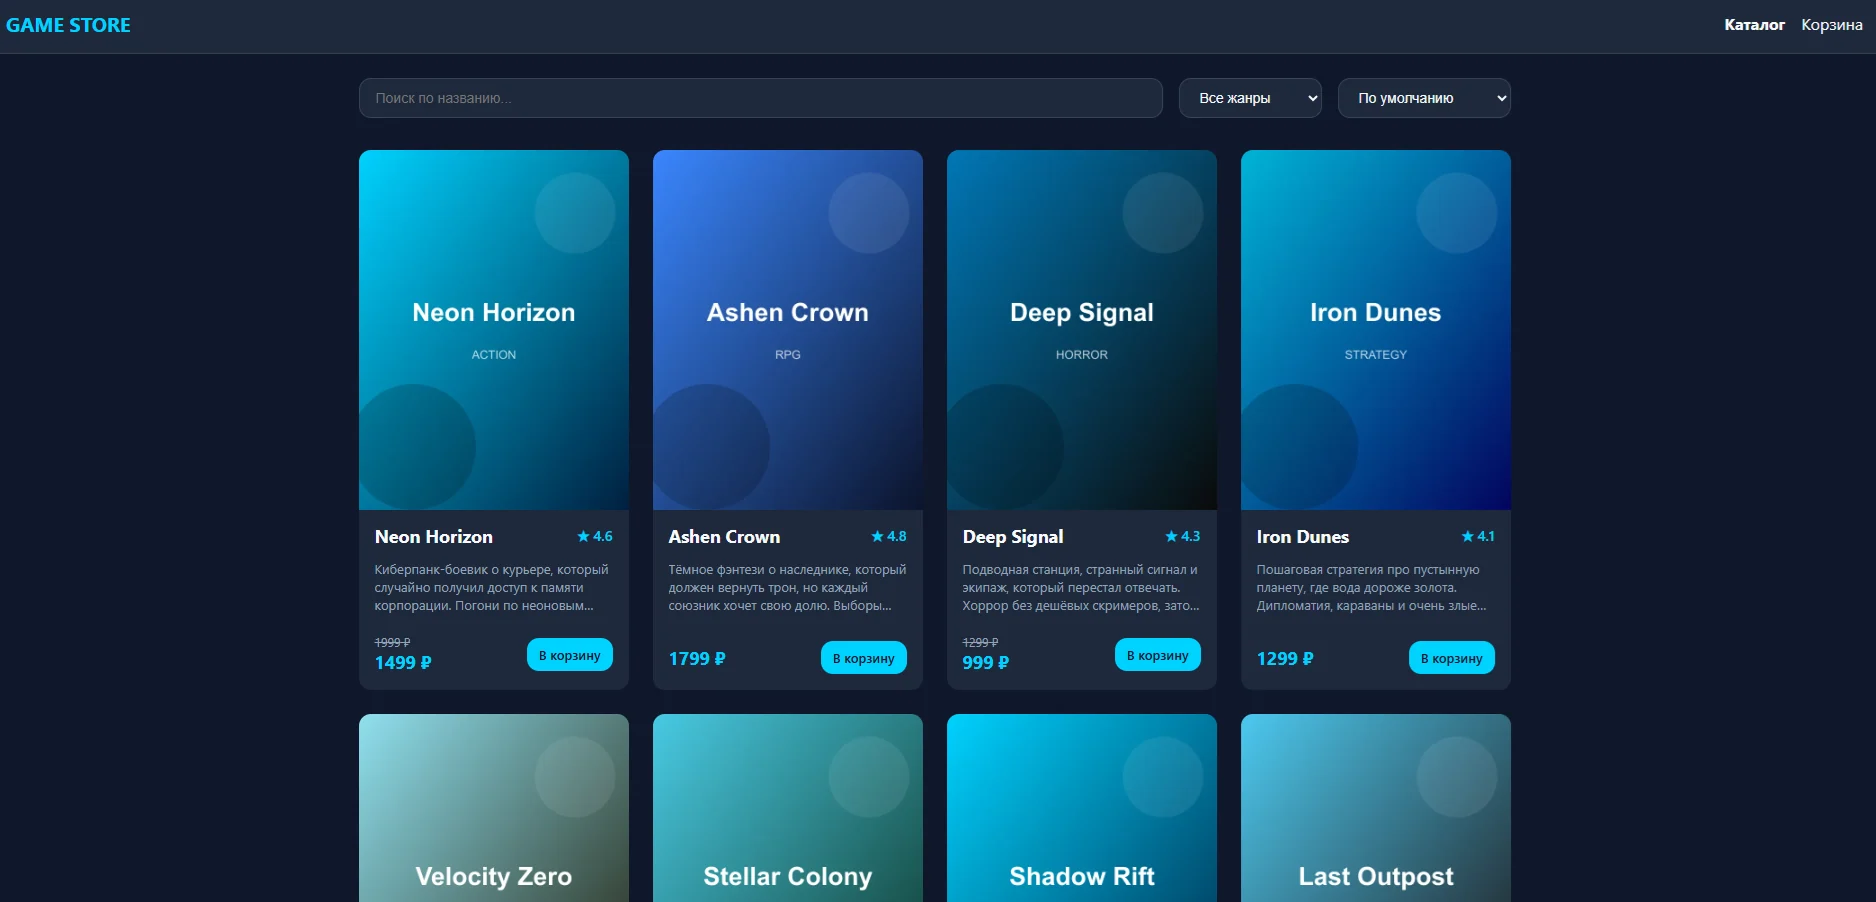 GAME STORE
Каталог Корзина
Поиск по названию...
Все жанры
По умолчанию
Neon Horizon
ACTION
Neon Horizon ★ 4.6
Киберпанк-боевик о курьере, который
случайно получил доступ к памяти
корпорации. Погони по неоновым...
1999 ₽
1499 ₽
В корзину
Ashen Crown
RPG
Ashen Crown ★ 4.8
Тёмное фэнтези о наследнике, который
должен вернуть трон, но каждый
союзник хочет свою долю. Выборы...
1799 ₽
В корзину
Deep Signal
HORROR
Deep Signal ★ 4.3
Подводная станция, странный сигнал и
экипаж, который перестал отвечать.
Хоррор без дешёвых скримеров, зато...
1299 ₽
999 ₽
В корзину
Iron Dunes
STRATEGY
Iron Dunes ★ 4.1
Пошаговая стратегия про пустынную
планету, где вода дороже золота.
Дипломатия, караваны и очень злые...
1299 ₽
В корзину
Velocity Zero
Stellar Colony
Shadow Rift
Last Outpost